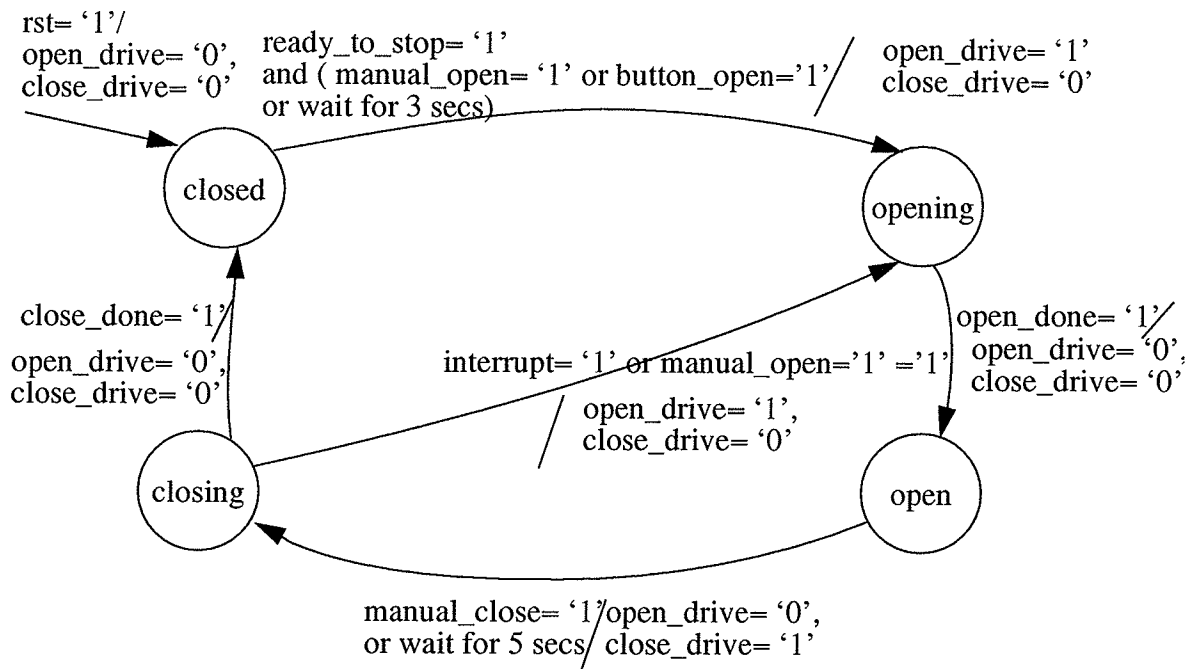 rst= ‘1’/
open_drive= ‘0’,
close_drive= ‘0’
ready_to_stop= ‘1’
and ( manual_open= ‘1’ or button_open=’1’
or wait for 3 secs)
open_drive= ‘1’
close_drive= ‘0’
closed
opening
close_done= ‘1’
open_drive= ‘0’,
close_drive= ‘0’
interrupt= ‘1’ or manual_open=’1’ =’1’
open_drive= ‘1’,
close_drive= ‘0’
open_done= ‘1’/
open_drive= ‘0’,
close_drive= ‘0’
closing
open
manual_close= ‘1’/open_drive= ‘0’,
or wait for 5 secs/ close_drive= ‘1’